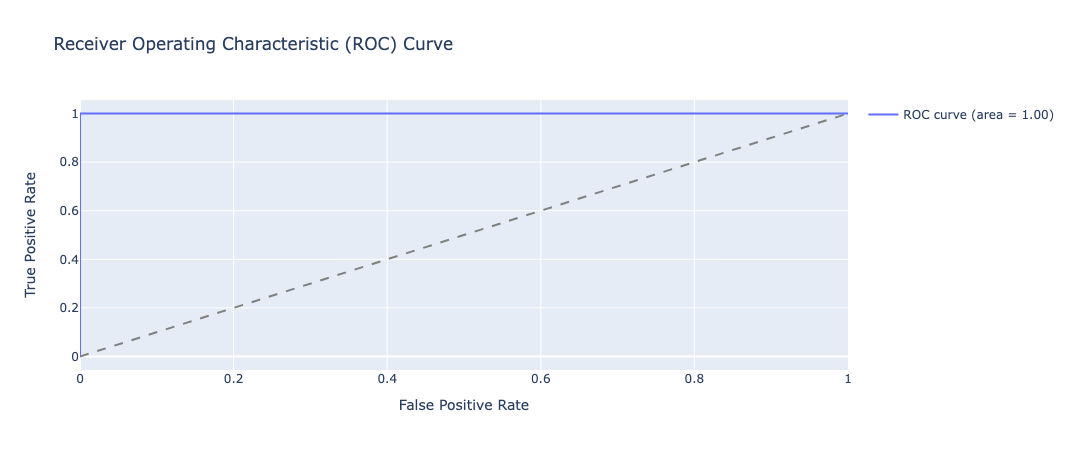 Receiver Operating Characteristic (ROC) Curve
ROC curve (area = 1.00)
True Positive Rate
1
0.8
0.6
0.4
0.2
0
0 0.2 0.4 0.6 0.8 1
False Positive Rate